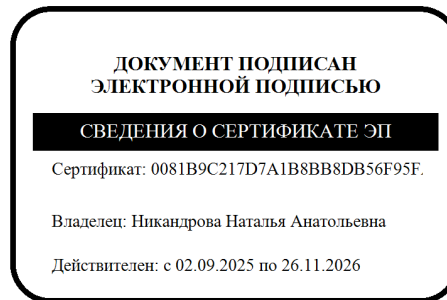 ДОКУМЕНТ ПОДПИСАН
ЭЛЕКТРОННОЙ ПОДПИСЬЮ
СВЕДЕНИЯ О СЕРТИФИКАТЕ ЭП
Сертификат: 0081B9C217D7A1B8BB8DB56F95F.
Владелец: Никандрова Наталья Анатольевна
Действителен: с 02.09.2025 по 26.11.2026